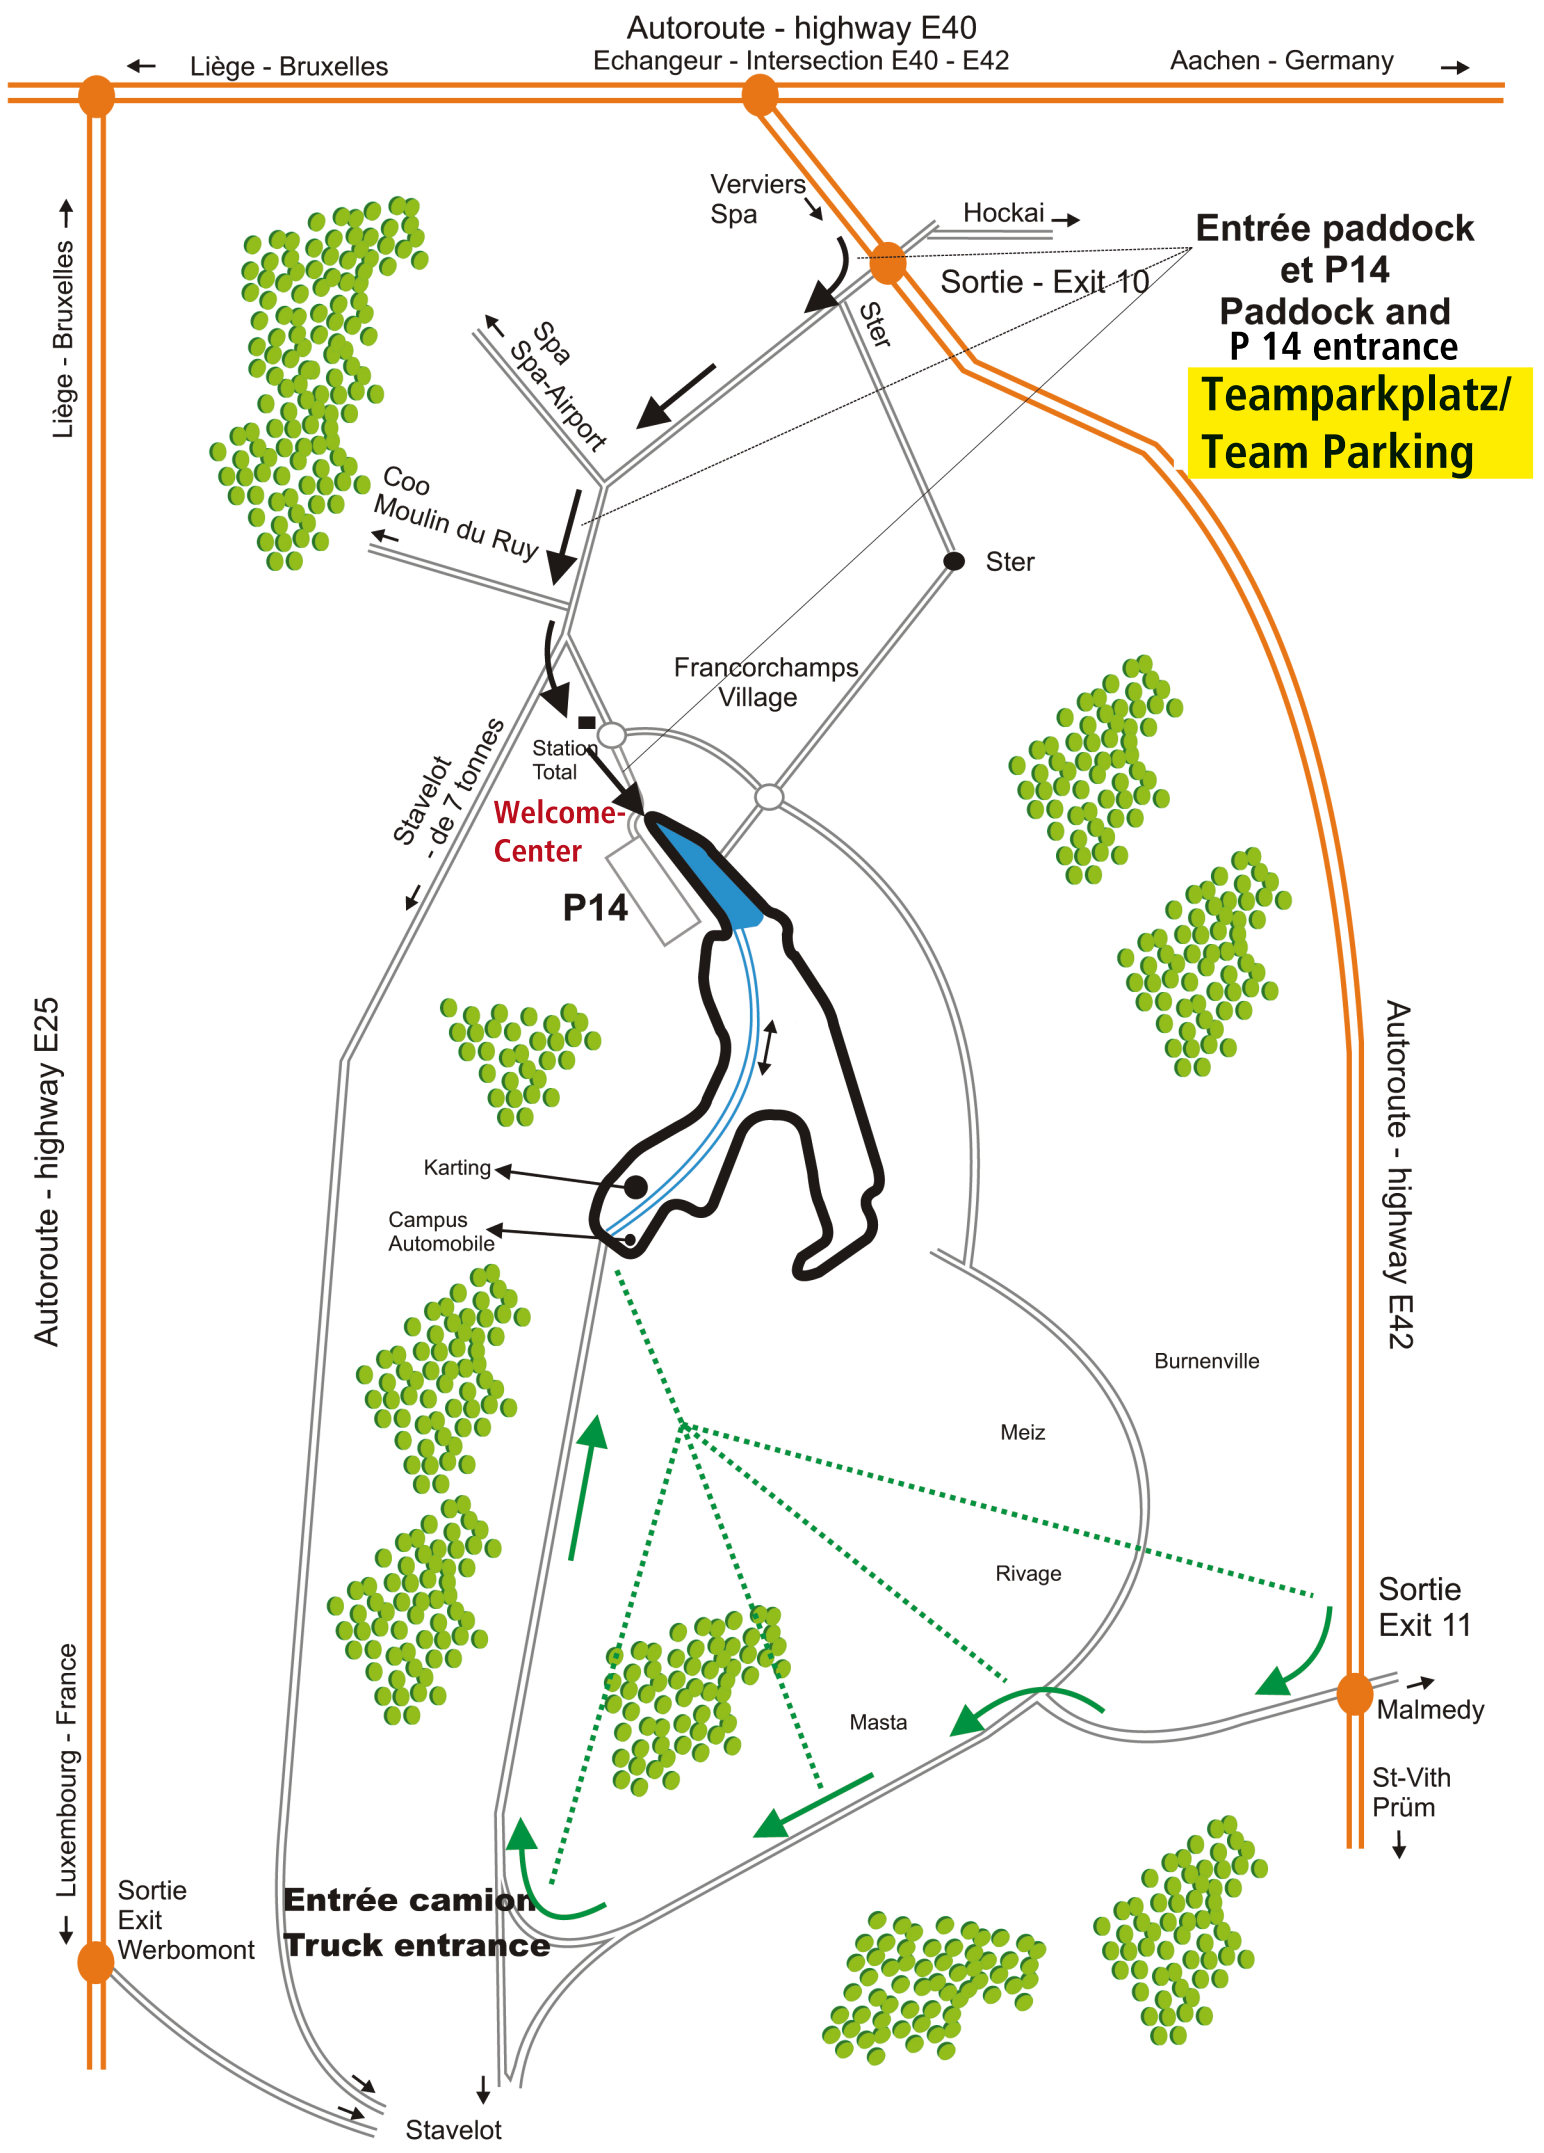 Autoroute - highway E40
Liège - Bruxelles
Echangeur - Intersection E40 - E42
Aachen - Germany
Verviers
Spa
Hockai
Entrée paddock
et P14
Paddock and
P 14 entrance
Teamparkplatz/
Team Parking
Sortie - Exit 10
Liège - Bruxelles
Ster
Spa
Spa-Airport
Coo
Moulin du Ruy
Ster
Francorchamps
Village
Stavelot
- de 7 tonnes
Station
Total
Welcome-
Center
P14
Autoroute - highway E25
Autoroute - highway E42
Karting
Campus
Automobile
Burnenville
Meiz
Rivage
Sortie
Exit 11
Malmedy
Masta
St-Vith
Prüm
Luxembourg - France
Sortie
Exit
Werbomont
Entrée camion
Truck entrance
Stavelot